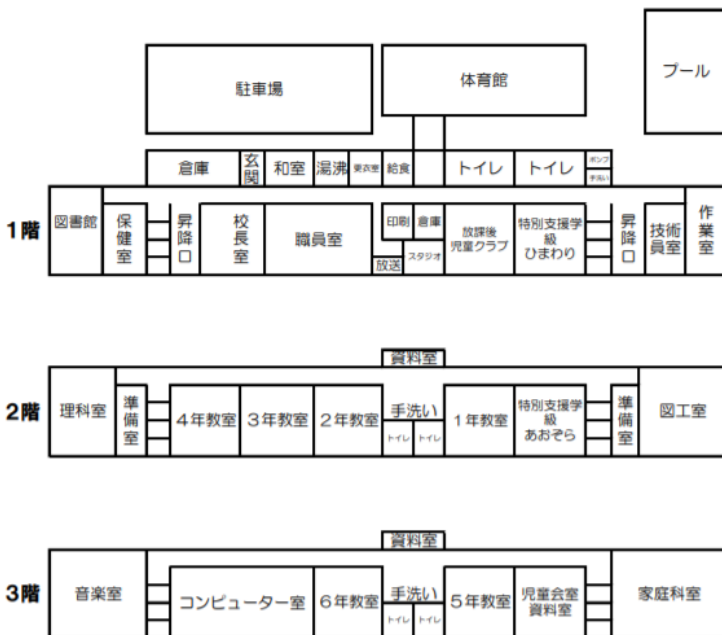 駐車場
体育館
プール
倉庫
玄関
和室
湯沸
更衣室
給食
トイレ
トイレ
ポンプ
手洗い
1階
図書館
保健室
昇降口
校長室
職員室
印刷
倉庫
放送
スタジオ
放課後
児童クラブ
特別支援学
級
ひまわり
昇降口
技術
員室
作業室
資料室
2階
理科室
準備室
4年教室
3年教室
2年教室
手洗い
トイレ
トイレ
1年教室
特別支援学
級
あおぞら
準備室
図工室
資料室
3階
音楽室
コンピューター室
6年教室
手洗い
トイレ
トイレ
5年教室
児童会室
資料室
家庭科室